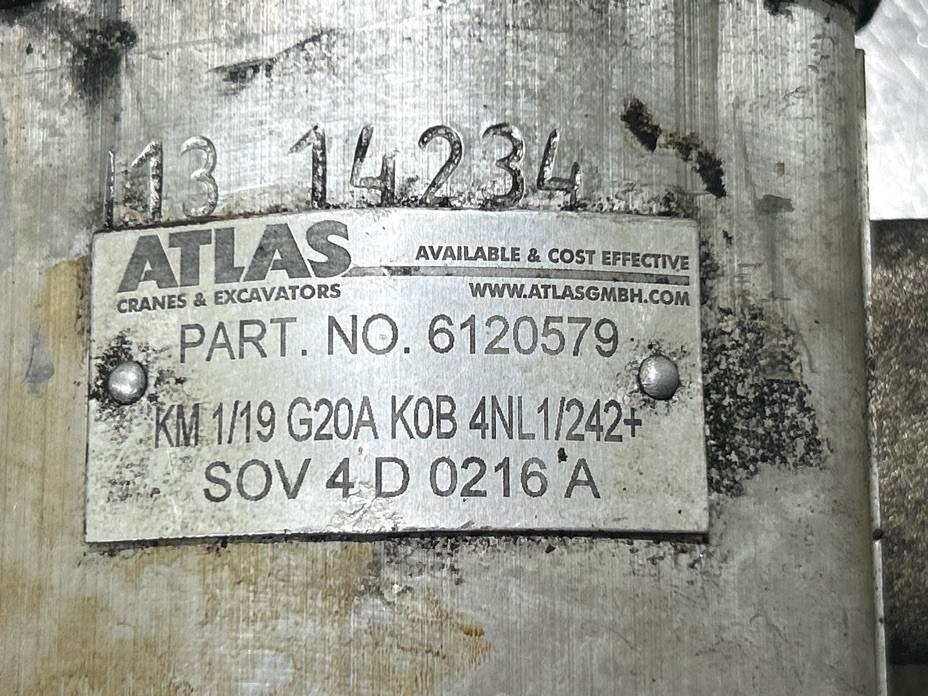 113 14234
ATLAS
AVAILABLE & COST EFFECTIVE
CRANES & EXCAVATORS
WWW.ATLASGMBH.COM
PART. NO. 6120579
KM 1/19 G20A K0B 4NL1/242+
SOV 4 D 0216 A